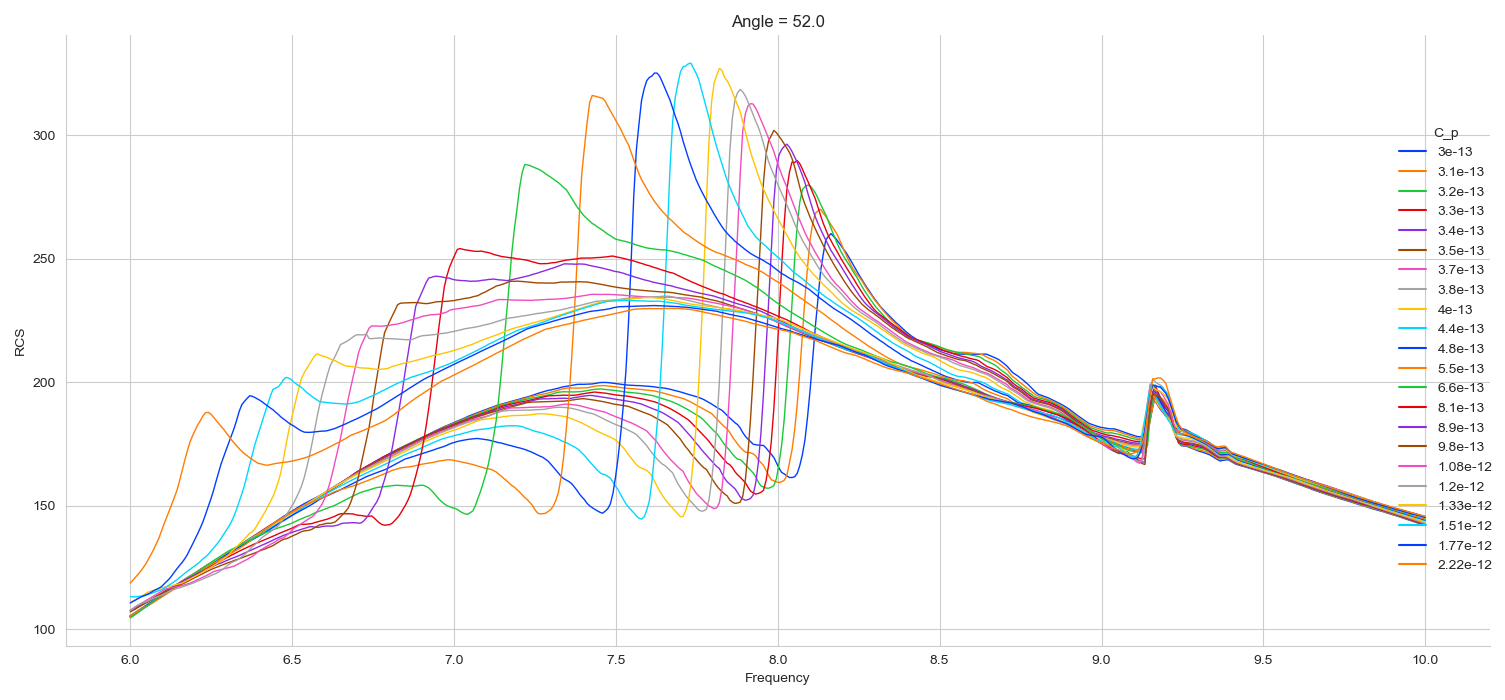 Angle = 52.0
RCS
300
250
200
150
100
6.0 6.5 7.0 7.5 8.0 8.5 9.0 9.5 10.0
Frequency
C_p
3e-13
3.1e-13
3.2e-13
3.3e-13
3.4e-13
3.5e-13
3.7e-13
3.8e-13
4e-13
4.4e-13
4.8e-13
5.5e-13
6.6e-13
8.1e-13
8.9e-13
9.8e-13
1.08e-12
1.2e-12
1.33e-12
1.51e-12
1.77e-12
2.22e-12